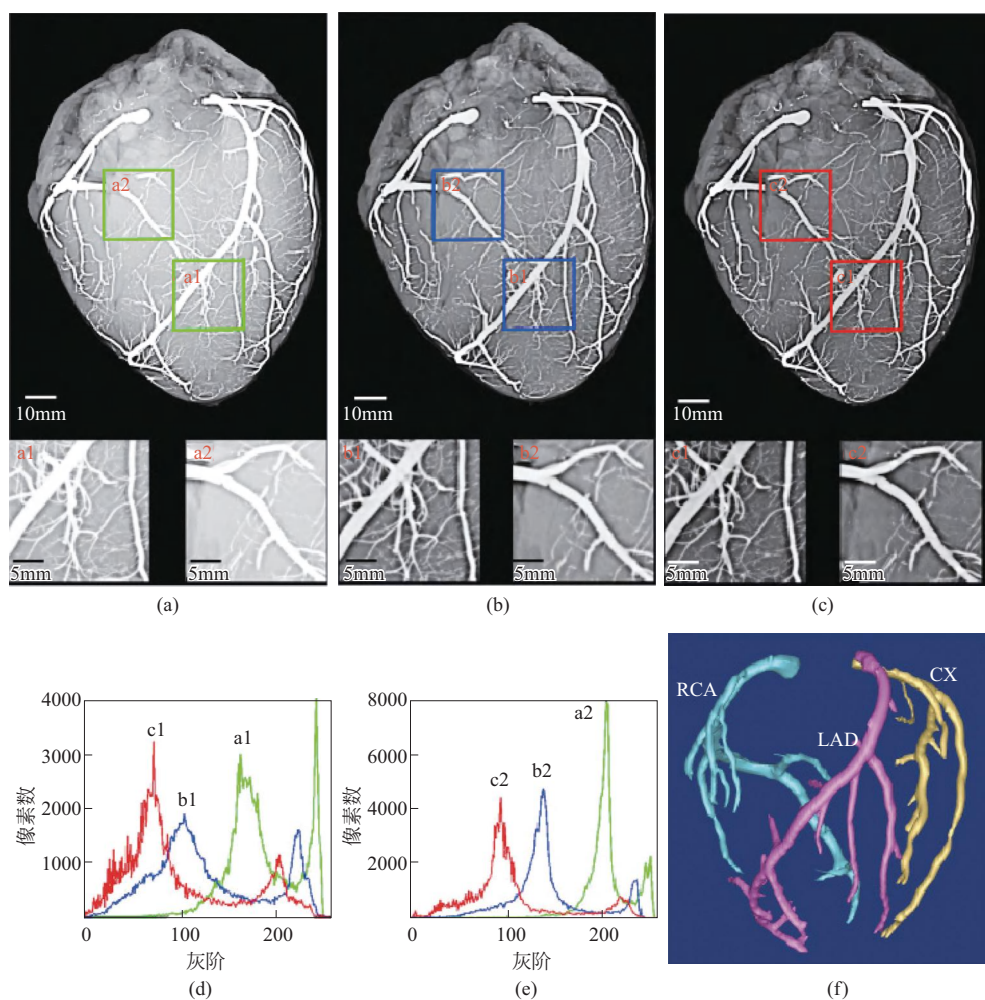 a2
b2
c2
a1
b1
c1
10mm
10mm
10mm
a1
a2
b1
b2
c1
c2
5mm
5mm
5mm
5mm
5mm
5mm
(a)
(b)
(c)
4000
3000
2000
1000
像素数
c1
b1
a1
0
100
200
灰阶
(d)
8000
6000
4000
2000
像素数
c2
b2
a2
0
100
200
灰阶
(e)
RCA
CX
LAD
(f)